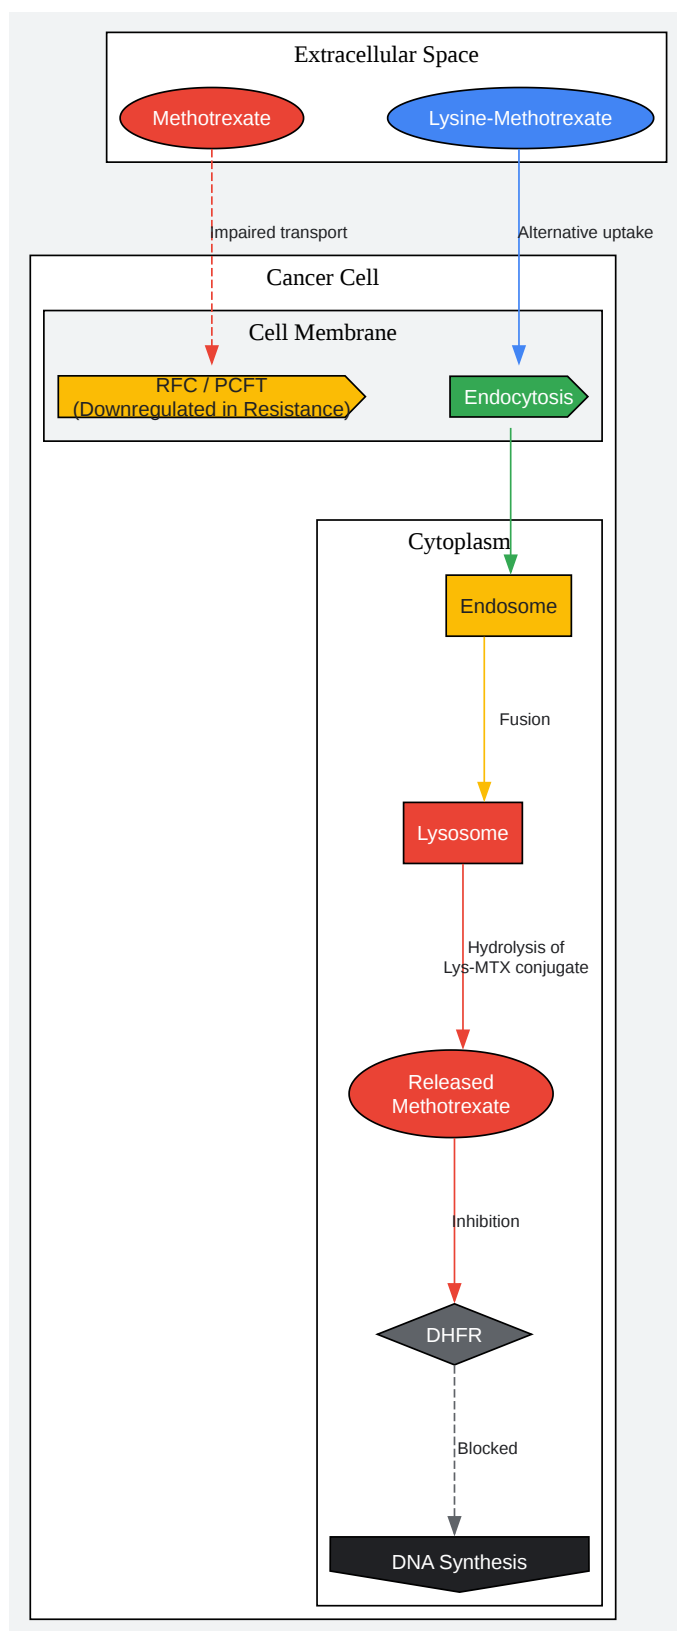 Extracellular Space
Methotrexate
Lysine-Methotrexate
Impaired transport
Alternative uptake
Cancer Cell
Cell Membrane
RFC / PCFT
(Downregulated in Resistance)
Endocytosis
Cytoplasm
Endosome
Fusion
Lysosome
Hydrolysis of
Lys-MTX conjugate
Released
Methotrexate
Inhibition
DHFR
Blocked
DNA Synthesis